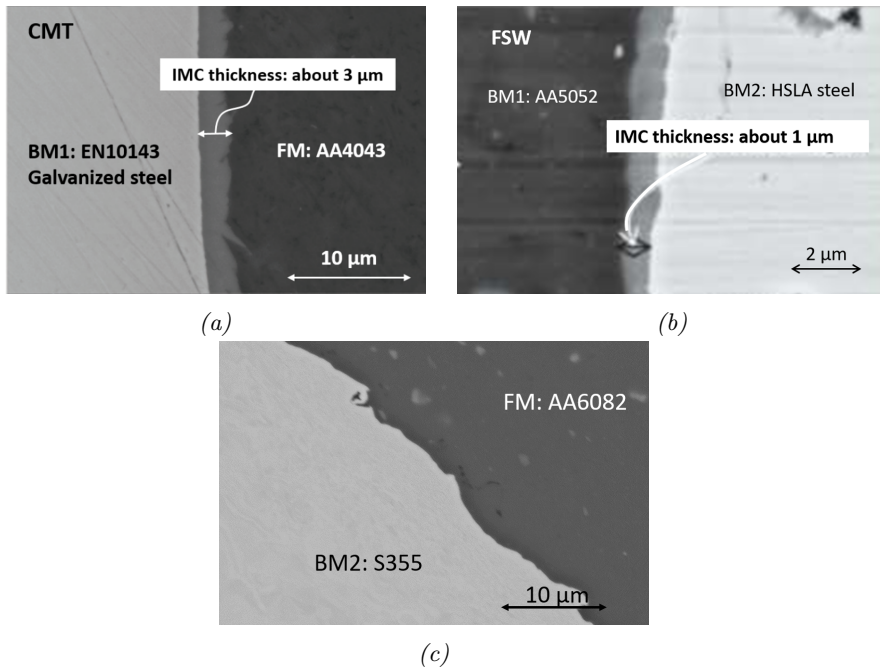 CMT
IMC thickness: about 3 μm
BM1: EN10143
Galvanized steel
FM: AA4043
10 μm
(a)
FSW
BM1: AA5052
BM2: HSLA steel
IMC thickness: about 1 μm
2 μm
(b)
FM: AA6082
BM2: S355
10 μm
(c)